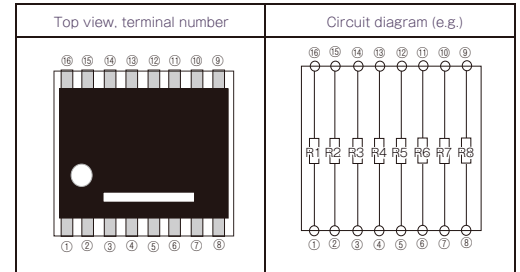 Top view, terminal number
Circuit diagram (e.g.)
⑯ ⑮ ⑭ ⑬ ⑫ ⑪ ⑩ ⑨
① ② ③ ④ ⑤ ⑥ ⑦ ⑧
⑯ ⑮ ⑭ ⑬ ⑫ ⑪ ⑩ ⑨
R1 R2 R3 R4 R5 R6 R7 R8
① ② ③ ④ ⑤ ⑥ ⑦ ⑧